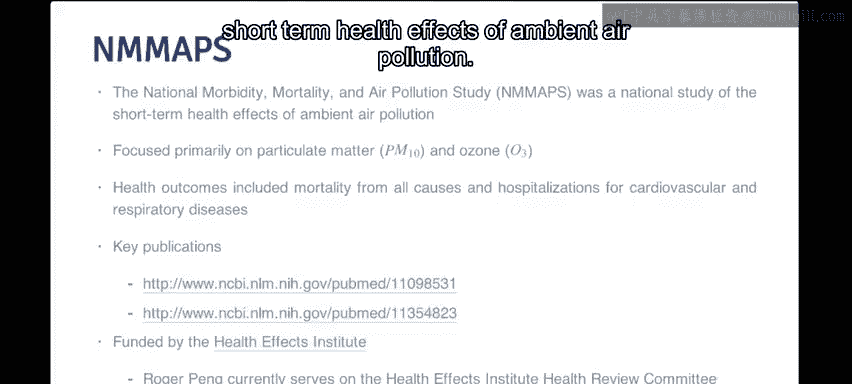 short term health effects of ambient air
pollution.
NMMAPS
· The National Morbidity, Mortality, and Air Pollution Study (NMMAPS) was a national study of the
short-term health effects of ambient air pollution
· Focused primarily on particulate matter (PM₁₀) and ozone (O₃)
· Health outcomes included mortality from all causes and hospitalizations for cardiovascular and
respiratory diseases
· Key publications
- http://www.ncbi.nlm.nih.gov/pubmed/11098531
- http://www.ncbi.nlm.nih.gov/pubmed/11354823
· Funded by the Health Effects Institute
- Roger Peng currently serves on the Health Effects Institute Health Review Committee